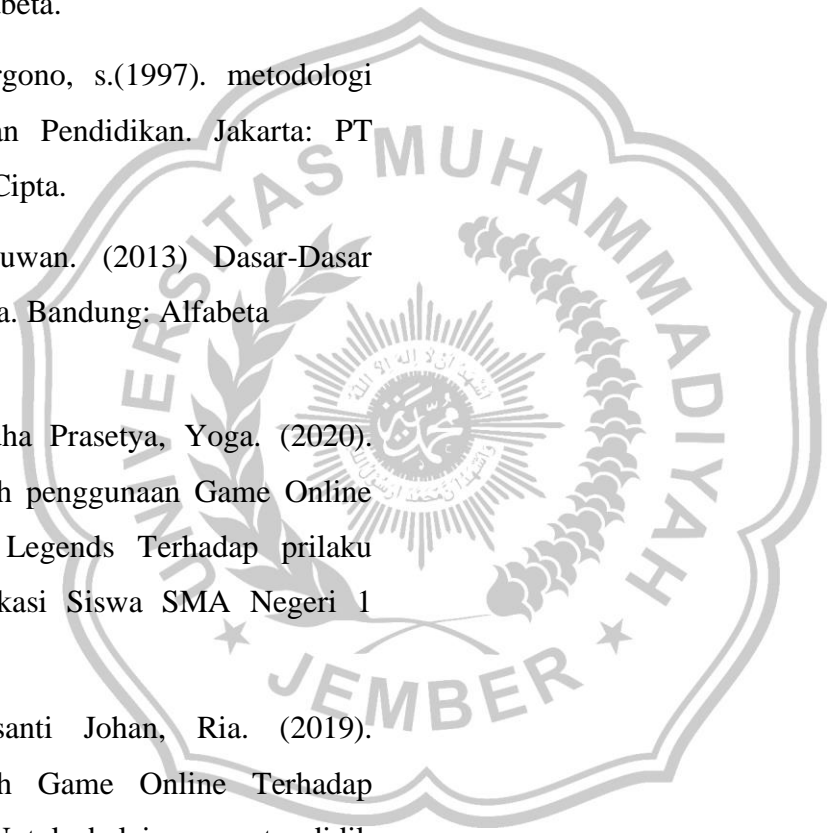 beta.
rgono, s.(1997). metodologi
an Pendidikan. Jakarta: PT
Cipta.
uwan. (2013) Dasar-Dasar
a. Bandung: Alfabeta
aha Prasetya, Yoga. (2020).
h penggunaan Game Online
Legends Terhadap prilaku
kasi Siswa SMA Negeri 1
santi Johan, Ria. (2019).
h Game Online Terhadap
UNIVERSITAS MUHAMMADIYAH
JEMBER